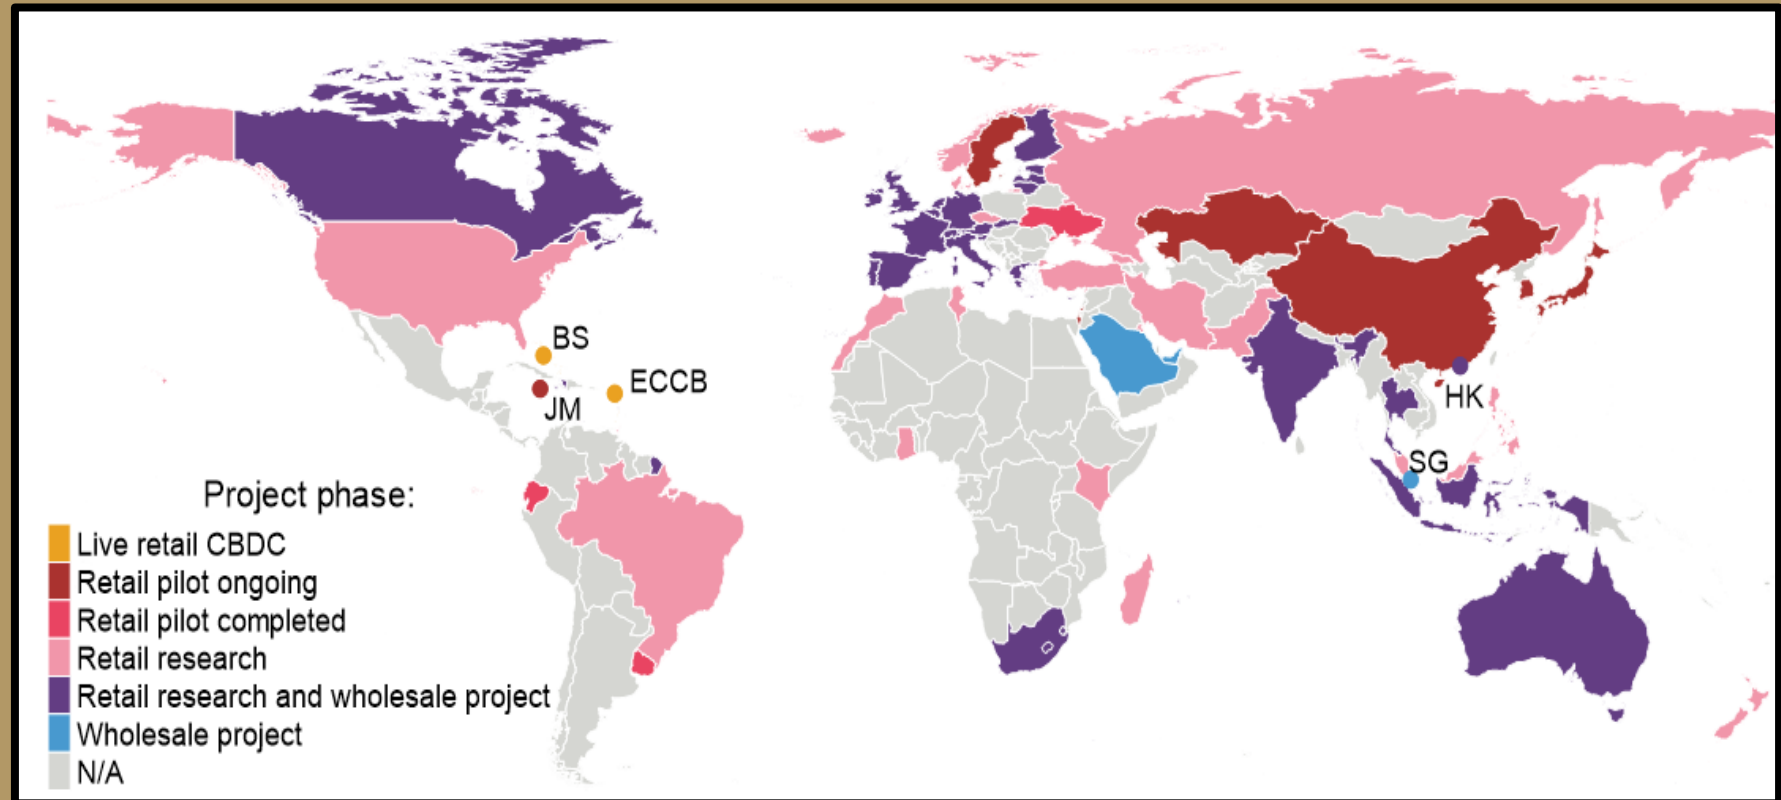 BS
ECCB
JM
HK
SG
Project phase:
Live retail CBDC
Retail pilot ongoing
Retail pilot completed
Retail research
Retail research and wholesale project
Wholesale project
N/A